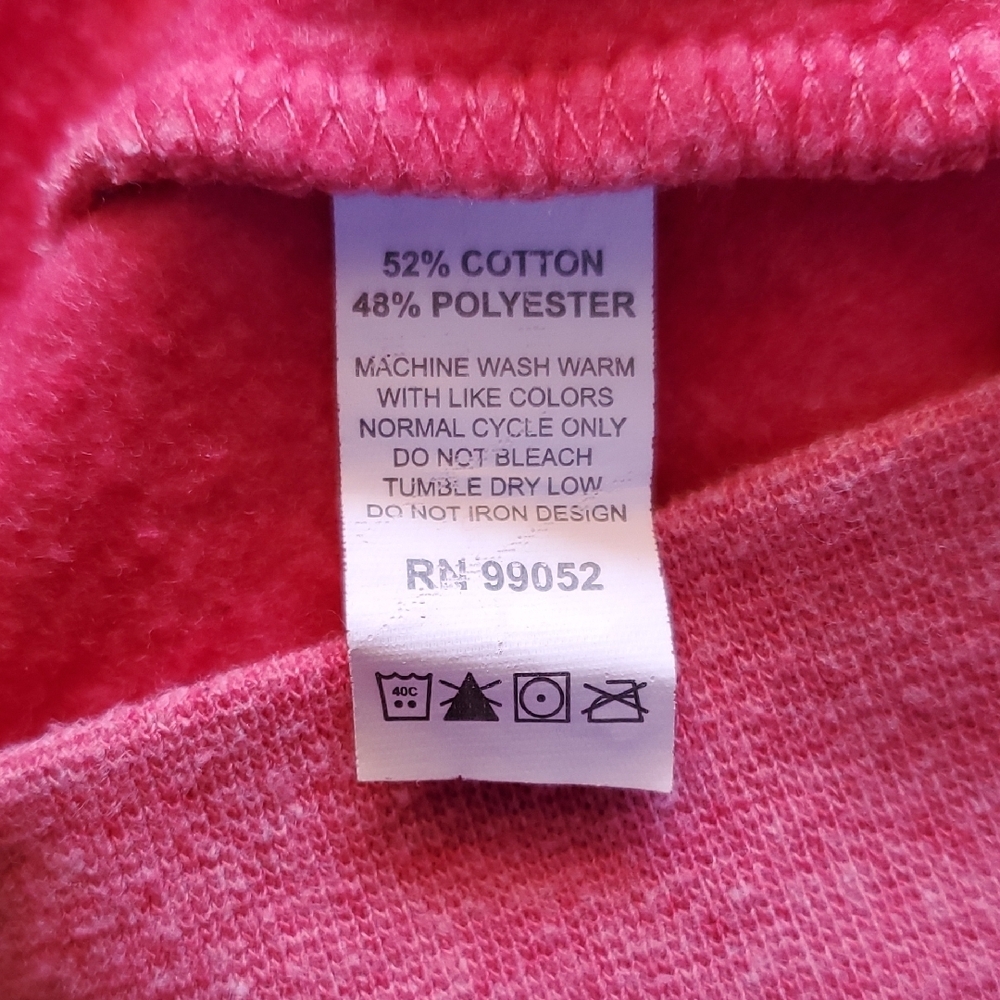 52% COTTON
48% POLYESTER
MACHINE WASH WARM
WITH LIKE COLORS
NORMAL CYCLE ONLY
DO NOT BLEACH
TUMBLE DRY LOW
DO NOT IRON DESIGN
RN 99052
40C